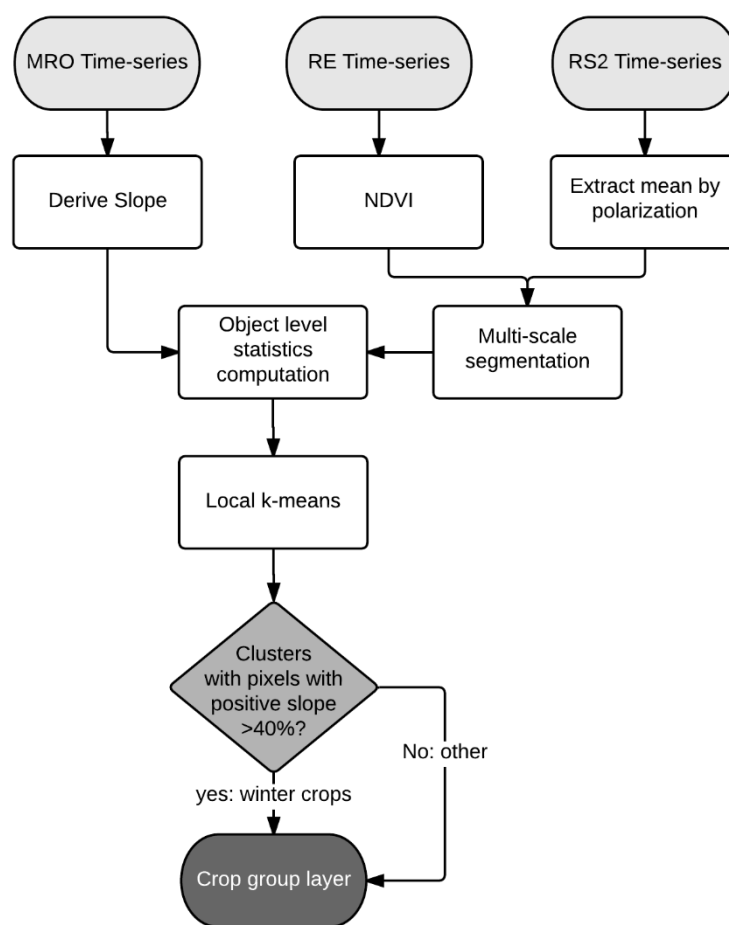 MRO Time-series
RE Time-series
RS2 Time-series
Derive Slope
NDVI
Extract mean by
polarization
Object level
statistics
computation
Multi-scale
segmentation
Local k-means
Clusters
with pixels with
positive slope
>40%?
No: other
yes: winter crops
Crop group layer